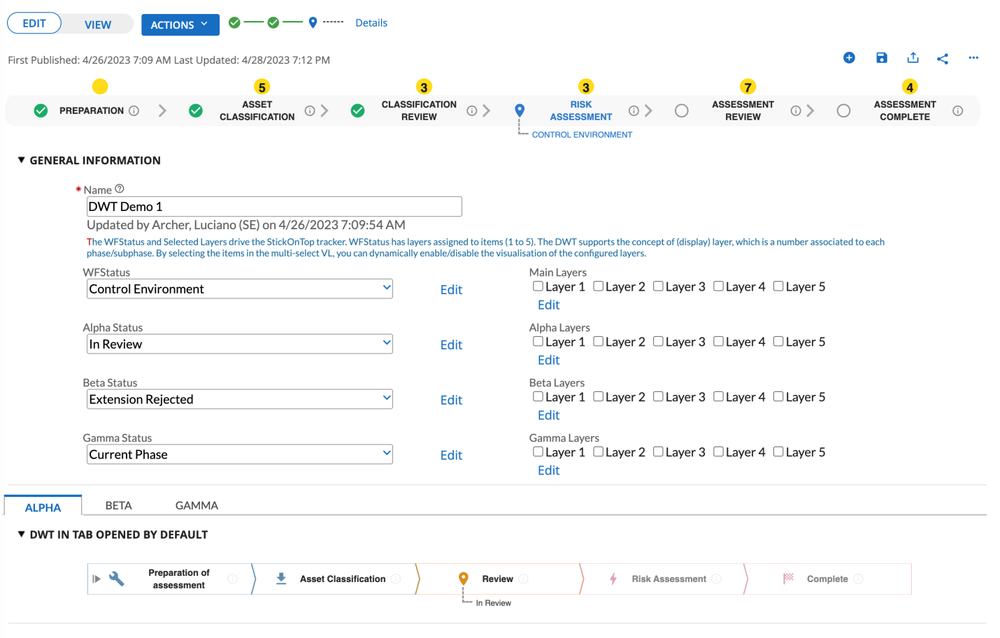 EDIT VIEW ACTIONS Details
First Published: 4/26/2023 7:09 AM Last Updated: 4/28/2023 7:12 PM
5 3 3 7 4
PREPARATION
ASSET
CLASSIFICATION
CLASSIFICATION
REVIEW
RISK
ASSESSMENT
CONTROL ENVIRONMENT
ASSESSMENT
REVIEW
ASSESSMENT
COMPLETE
GENERAL INFORMATION
* Name
DWT Demo 1
Updated by Archer, Luciano (SE) on 4/26/2023 7:09:54 AM
The WFStatus and Selected Layers drive the StickOnTop tracker. WFStatus has layers assigned to items (1 to 5). The DWT supports the concept of (display) layer, which is a number associated to each
phase/subphase. By selecting the items in the multi-select VL, you can dynamically enable/disable the visualisation of the configured layers.
WFStatus
Control Environment Edit
Main Layers
Layer 1 Layer 2 Layer 3 Layer 4 Layer 5
Edit
Alpha Status
In Review Edit
Alpha Layers
Layer 1 Layer 2 Layer 3 Layer 4 Layer 5
Edit
Beta Status
Extension Rejected Edit
Beta Layers
Layer 1 Layer 2 Layer 3 Layer 4 Layer 5
Edit
Gamma Status
Current Phase Edit
Gamma Layers
Layer 1 Layer 2 Layer 3 Layer 4 Layer 5
Edit
ALPHA BETA GAMMA
DWT IN TAB OPENED BY DEFAULT
Preparation of
assessment
Asset Classification
Review
In Review
Risk Assessment
Complete